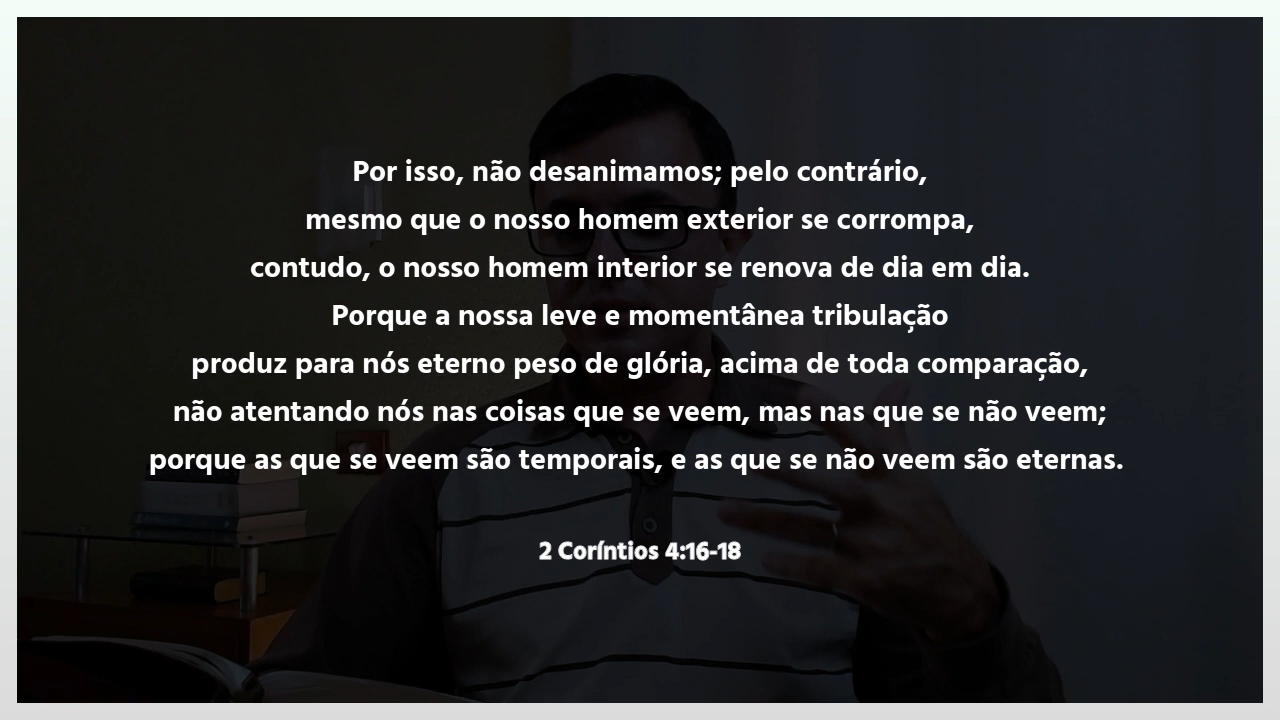 Por isso, não desanimamos; pelo contrário,
mesmo que o nosso homem exterior se corrompa,
contudo, o nosso homem interior se renova de dia em dia.
Porque a nossa leve e momentânea tribulação
produz para nós eterno peso de glória, acima de toda comparação,
não atentando nós nas coisas que se veem, mas nas que se não veem;
porque as que se veem são temporais, e as que se não veem são eternas.
2 Coríntios 4:16-18